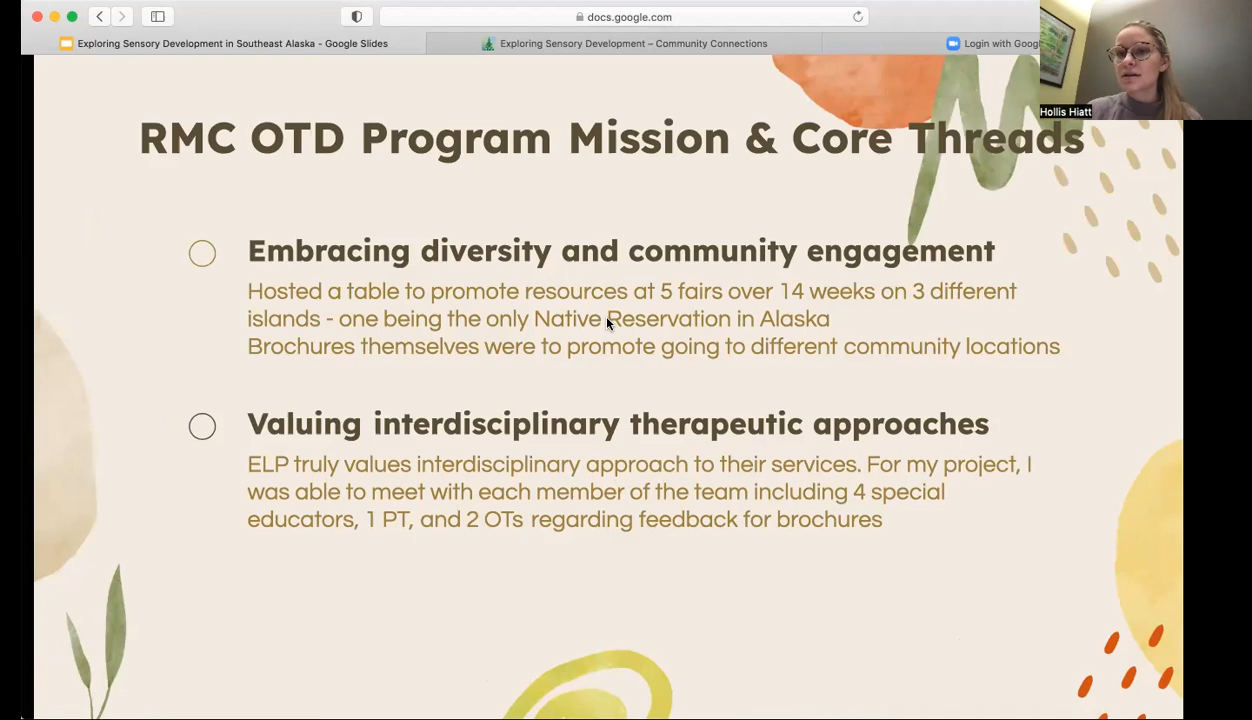 docs.google.com
Exploring Sensory Development in Southeast Alaska - Google Slides
Exploring Sensory Development – Community Connections
Login with Goog
Hollis Hiatt
RMC OTD Program Mission & Core Threads
Embracing diversity and community engagement
Hosted a table to promote resources at 5 fairs over 14 weeks on 3 different
islands - one being the only Native Reservation in Alaska
Brochures themselves were to promote going to different community locations
Valuing interdisciplinary therapeutic approaches
ELP truly values interdisciplinary approach to their services. For my project, I
was able to meet with each member of the team including 4 special
educators, 1 PT, and 2 OTs regarding feedback for brochures